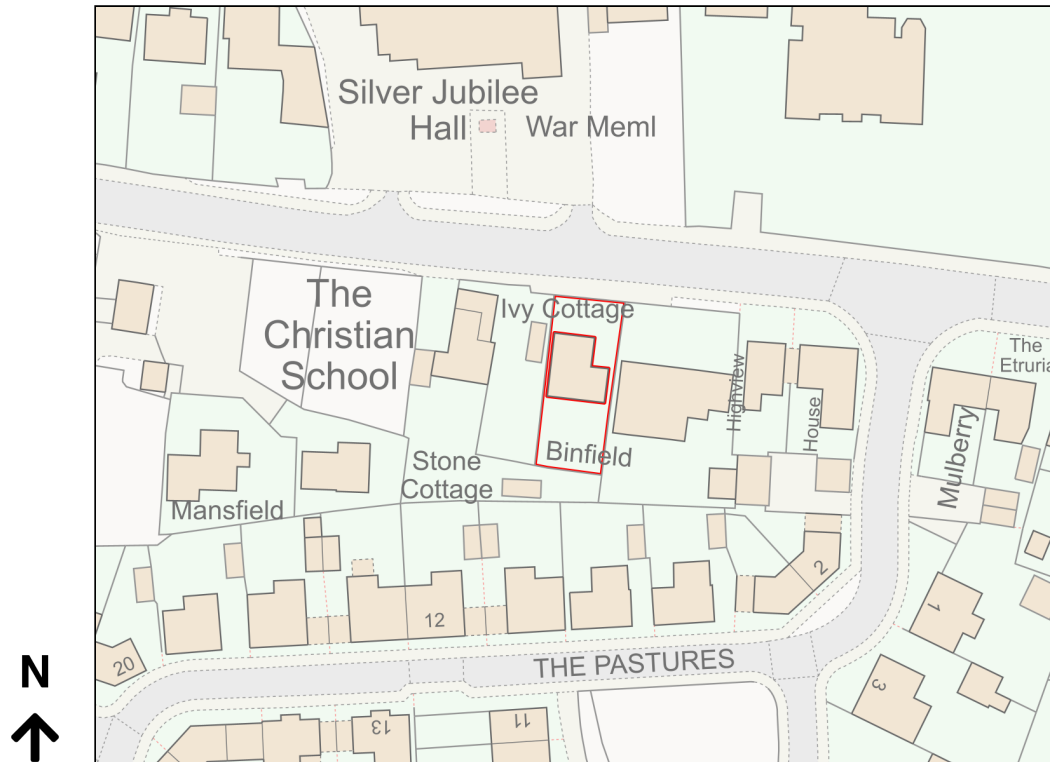 Silver Jubilee
Hall
War Meml
The
Christian
School
Ivy Cottage
Highview
House
The
Etruria
Mulberry
Binfield
Stone
Cottage
Mansfield
2
1
12
20
THE PASTURES
3
13
11
N